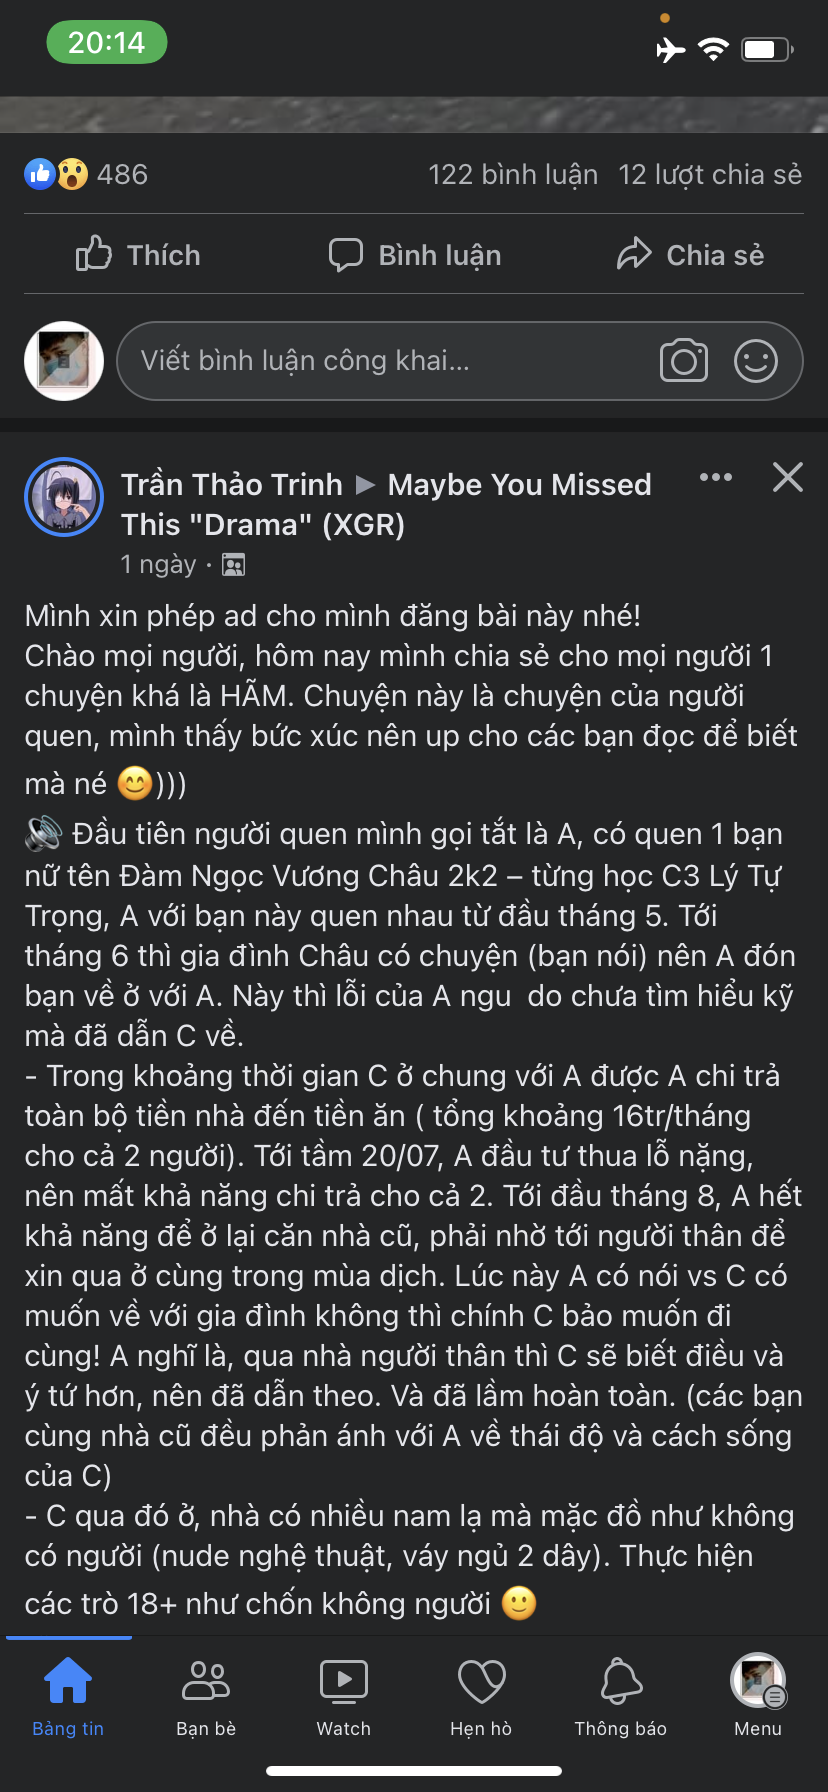 20:14
486
122 bình luận 12 lượt chia sẻ
Thích
Bình luận
Chia sẻ
Viết bình luận công khai...
Trần Thảo Trinh ▶ Maybe You Missed
This "Drama" (XGR)
1 ngày ·
Mình xin phép ad cho mình đăng bài này nhé!
Chào mọi người, hôm nay mình chia sẻ cho mọi người 1
chuyện khá là HÃM. Chuyện này là chuyện của người
quen, mình thấy bức xúc nên up cho các bạn đọc để biết
mà né 😊)))
🔊 Đầu tiên người quen mình gọi tắt là A, có quen 1 bạn
nữ tên Đàm Ngọc Vương Châu 2k2 – từng học C3 Lý Tự
Trọng, A với bạn này quen nhau từ đầu tháng 5. Tới
tháng 6 thì gia đình Châu có chuyện (bạn nói) nên A đón
bạn về ở với A. Này thì lỗi của A ngu  do chưa tìm hiểu kỹ
mà đã dẫn C về.
- Trong khoảng thời gian C ở chung với A được A chi trả
toàn bộ tiền nhà đến tiền ăn ( tổng khoảng 16tr/tháng
cho cả 2 người). Tới tầm 20/07, A đầu tư thua lỗ nặng,
nên mất khả năng chi trả cho cả 2. Tới đầu tháng 8, A hết
khả năng để ở lại căn nhà cũ, phải nhờ tới người thân để
xin qua ở cùng trong mùa dịch. Lúc này A có nói vs C có
muốn về với gia đình không thì chính C bảo muốn đi
cùng! A nghĩ là, qua nhà người thân thì C sẽ biết điều và
ý tứ hơn, nên đã dẫn theo. Và đã lầm hoàn toàn. (các bạn
cùng nhà cũ đều phản ánh với A về thái độ và cách sống
của C)
- C qua đó ở, nhà có nhiều nam lạ mà mặc đồ như không
có người (nude nghệ thuật, váy ngủ 2 dây). Thực hiện
các trò 18+ như chốn không người 🙂
Bảng tin
Bạn bè
Watch
Hẹn hò
Thông báo
Menu